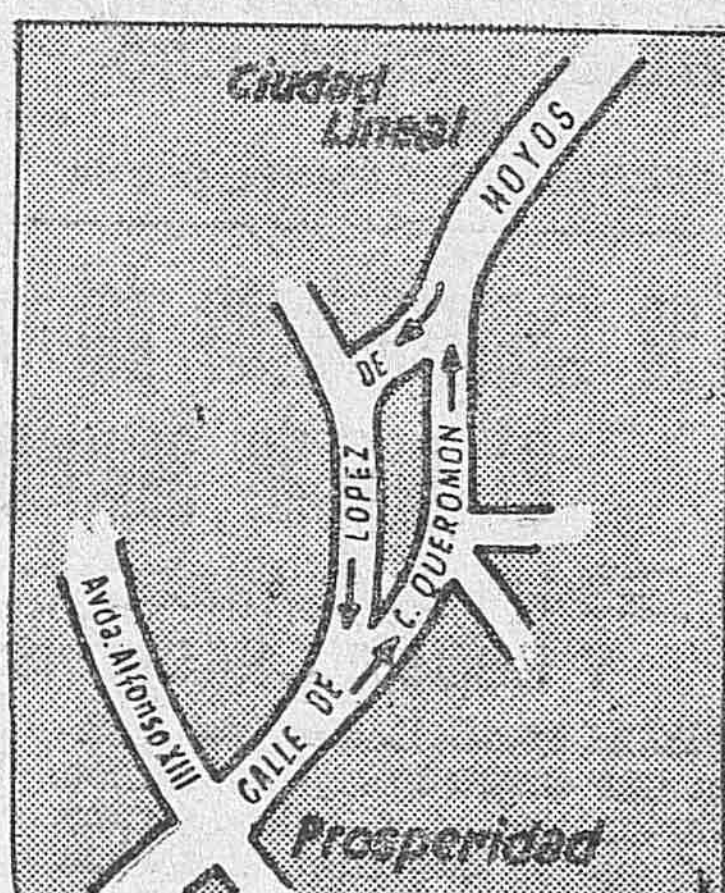 Ciudad
Lineal
HOYOS
DE
LOPEZ
C. QUEROMON
Avda. Alfonso XIII
CALLE DE
Prosperidad